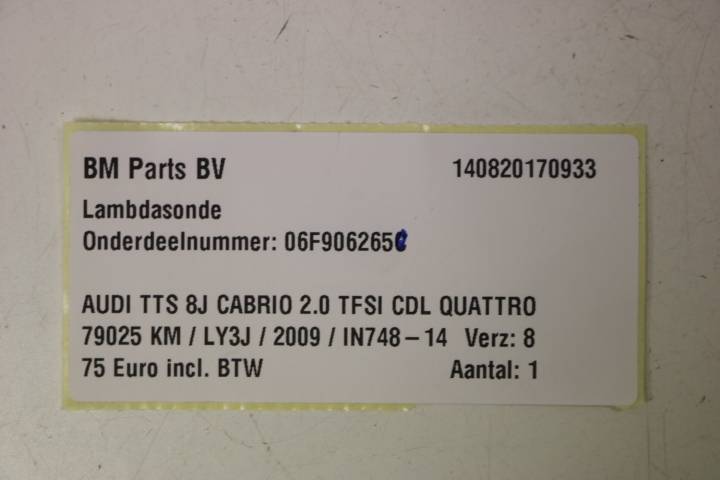 BM Parts BV 140820170933
Lambdasonde
Onderdeelnummer: 06F906265C
AUDI TTS 8J CABRIO 2.0 TFSI CDL QUATTRO
79025 KM / LY3J / 2009 / IN748-14 Verz: 8
75 Euro incl. BTW Aantal: 1